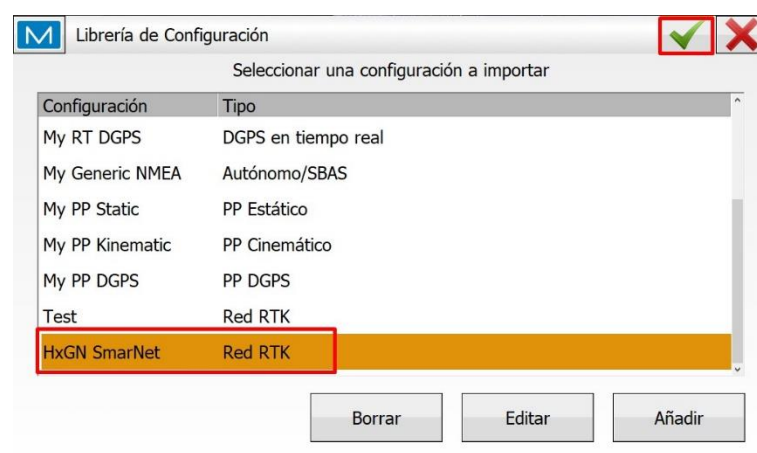 Librería de Configuración
Seleccionar una configuración a importar
Configuración Tipo
My RT DGPS DGPS en tiempo real
My Generic NMEA Autónomo/SBAS
My PP Static PP Estático
My PP Kinematic PP Cinemático
My PP DGPS PP DGPS
Test Red RTK
HxGN SmarNet Red RTK
Borrar Editar Añadir